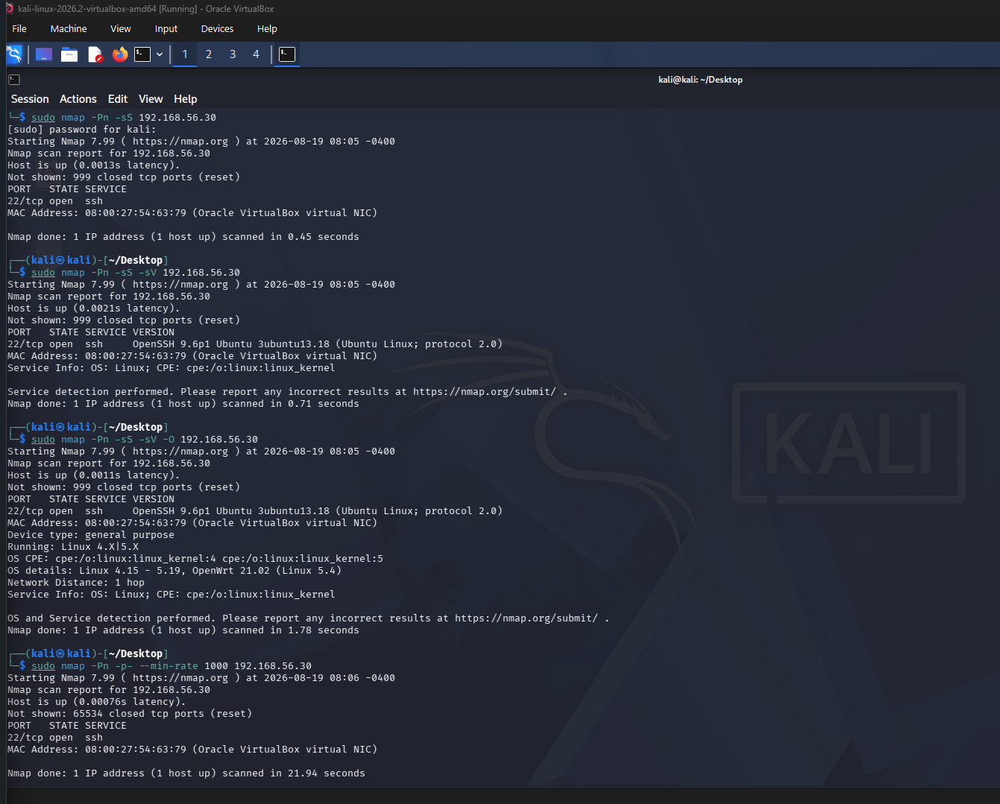 kali-linux-2026.2-virtualbox-amd64 [Running] - Oracle VirtualBox
File Machine View Input Devices Help
1 2 3 4
kali@kali: ~/Desktop
Session Actions Edit View Help
└─$ sudo nmap -Pn -sS 192.168.56.30
[sudo] password for kali:
Starting Nmap 7.99 ( https://nmap.org ) at 2026-08-19 08:05 -0400
Nmap scan report for 192.168.56.30
Host is up (0.0013s latency).
Not shown: 999 closed tcp ports (reset)
PORT   STATE SERVICE
22/tcp open  ssh
MAC Address: 08:00:27:54:63:79 (Oracle VirtualBox virtual NIC)
Nmap done: 1 IP address (1 host up) scanned in 0.45 seconds
┌──(kali㉿kali)-[~/Desktop]
└─$ sudo nmap -Pn -sS -sV 192.168.56.30
Starting Nmap 7.99 ( https://nmap.org ) at 2026-08-19 08:05 -0400
Nmap scan report for 192.168.56.30
Host is up (0.0021s latency).
Not shown: 999 closed tcp ports (reset)
PORT   STATE SERVICE VERSION
22/tcp open  ssh     OpenSSH 9.6p1 Ubuntu 3ubuntu13.18 (Ubuntu Linux; protocol 2.0)
MAC Address: 08:00:27:54:63:79 (Oracle VirtualBox virtual NIC)
Service Info: OS: Linux; CPE: cpe:/o:linux:linux_kernel
Service detection performed. Please report any incorrect results at https://nmap.org/submit/ .
Nmap done: 1 IP address (1 host up) scanned in 0.71 seconds
┌──(kali㉿kali)-[~/Desktop]
└─$ sudo nmap -Pn -sS -sV -O 192.168.56.30
Starting Nmap 7.99 ( https://nmap.org ) at 2026-08-19 08:05 -0400
Nmap scan report for 192.168.56.30
Host is up (0.0011s latency).
Not shown: 999 closed tcp ports (reset)
PORT   STATE SERVICE VERSION
22/tcp open  ssh     OpenSSH 9.6p1 Ubuntu 3ubuntu13.18 (Ubuntu Linux; protocol 2.0)
MAC Address: 08:00:27:54:63:79 (Oracle VirtualBox virtual NIC)
Device type: general purpose
Running: Linux 4.X|5.X
OS CPE: cpe:/o:linux:linux_kernel:4 cpe:/o:linux:linux_kernel:5
OS details: Linux 4.15 - 5.19, OpenWrt 21.02 (Linux 5.4)
Network Distance: 1 hop
Service Info: OS: Linux; CPE: cpe:/o:linux:linux_kernel
OS and Service detection performed. Please report any incorrect results at https://nmap.org/submit/ .
Nmap done: 1 IP address (1 host up) scanned in 1.78 seconds
┌──(kali㉿kali)-[~/Desktop]
└─$ sudo nmap -Pn -p- --min-rate 1000 192.168.56.30
Starting Nmap 7.99 ( https://nmap.org ) at 2026-08-19 08:06 -0400
Nmap scan report for 192.168.56.30
Host is up (0.00076s latency).
Not shown: 65534 closed tcp ports (reset)
PORT   STATE SERVICE
22/tcp open  ssh
MAC Address: 08:00:27:54:63:79 (Oracle VirtualBox virtual NIC)
Nmap done: 1 IP address (1 host up) scanned in 21.94 seconds
KALI